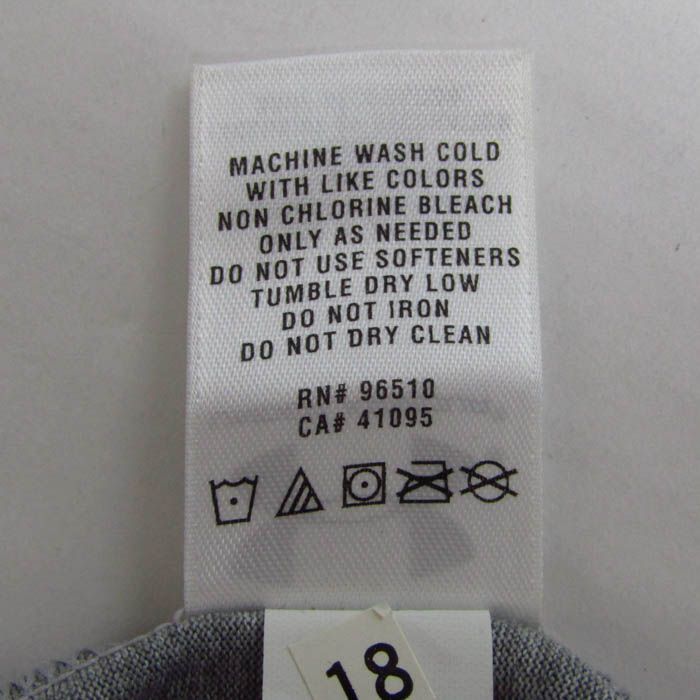 MACHINE WASH COLD
WITH LIKE COLORS
NON CHLORINE BLEACH
ONLY AS NEEDED
DO NOT USE SOFTENERS
TUMBLE DRY LOW
DO NOT IRON
DO NOT DRY CLEAN
RN# 96510
CA# 41095
18